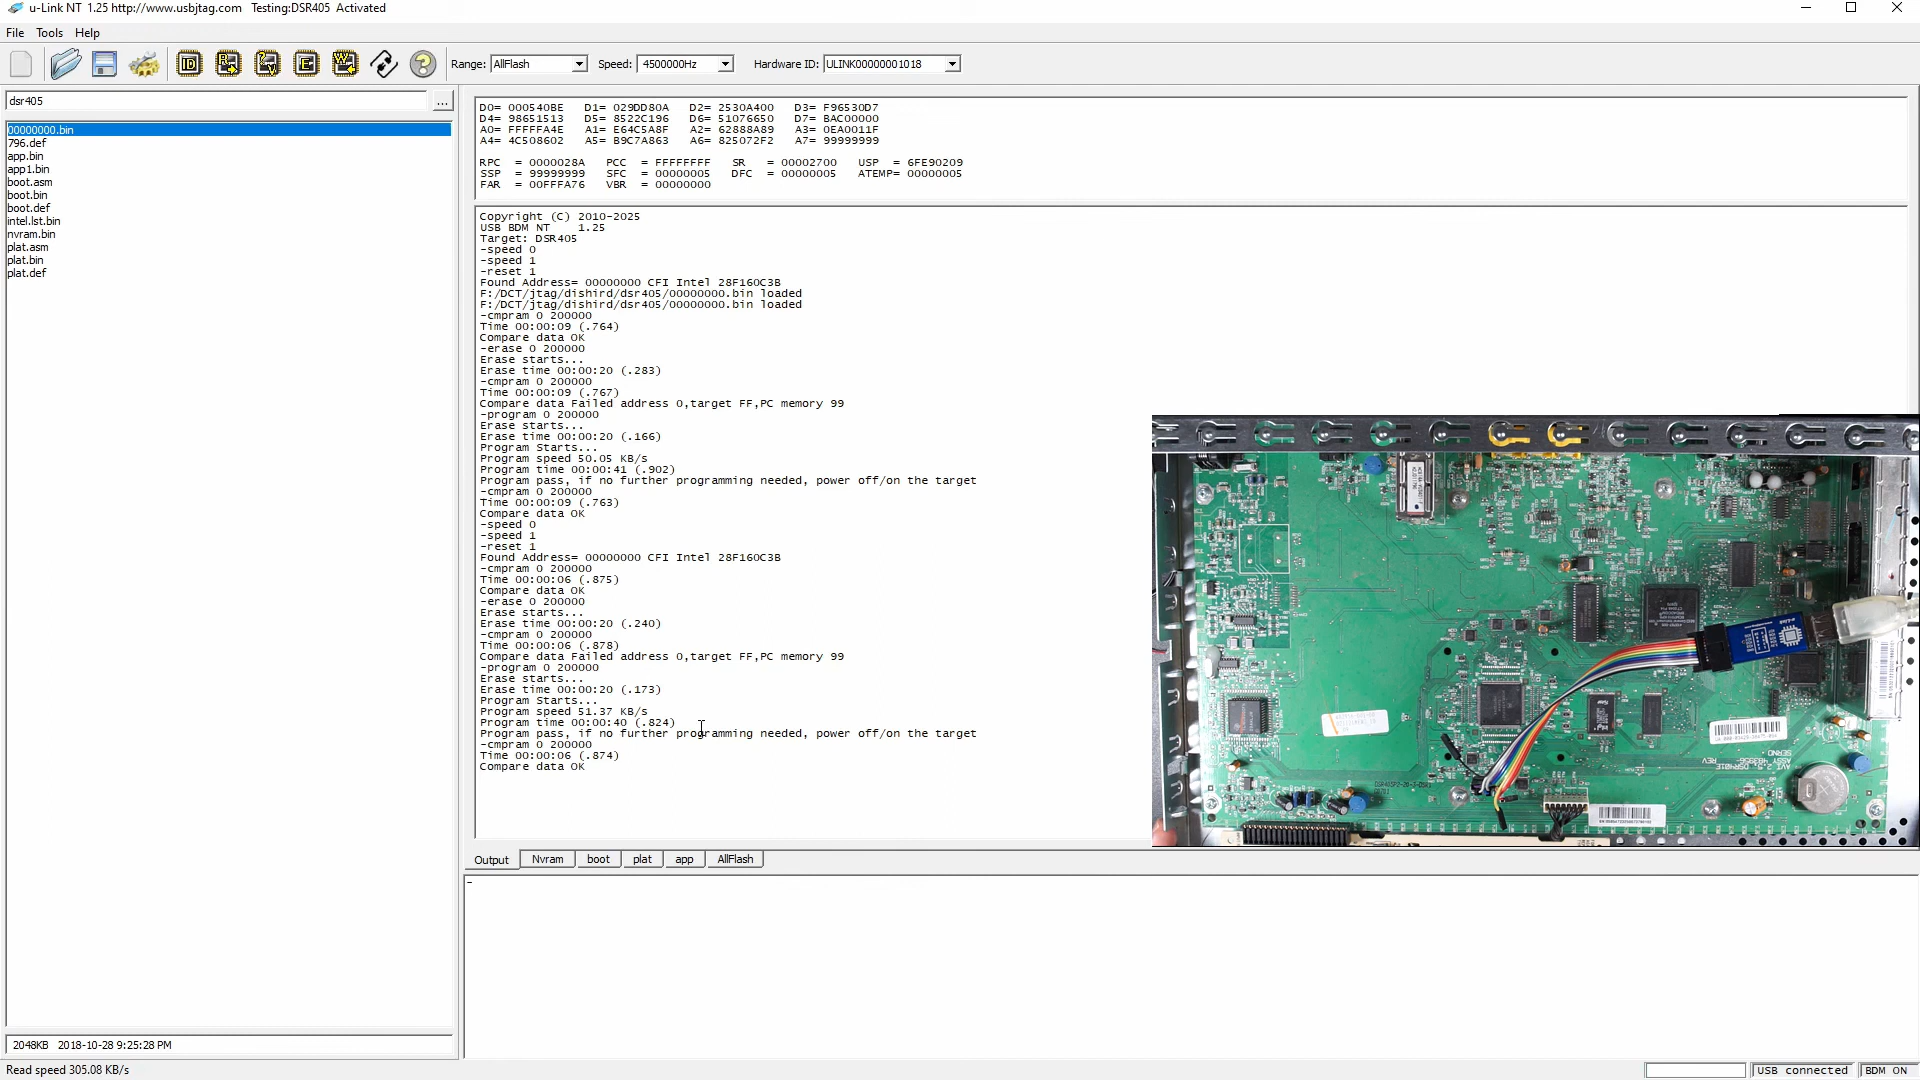 u-Link NT 1.25 http://www.usbjtag.com Testing:DSR405 Activated
File Tools Help
Range: AllFlash Speed: 4500000Hz Hardware ID: ULINK00000001018
dsr405
...
00000000.bin
796.def
app.bin
app1.bin
boot.asm
boot.bin
boot.def
intel.lst.bin
nvram.bin
plat.asm
plat.bin
plat.def
2048KB 2018-10-28 9:25:28 PM
D0= 000540BE D1= 029DD80A D2= 2530A400 D3= F96530D7
D4= 98651513 D5= 8522C196 D6= 51076650 D7= BAC00000
A0= FFFFFA4E A1= E64C5A8F A2= 62888A89 A3= 0EA0011F
A4= 4C508602 A5= B9C7A863 A6= 825072F2 A7= 99999999
RPC = 0000028A PCC = FFFFFFFF SR = 00002700 USP = 6FE90209
SSP = 99999999 SFC = 00000005 DFC = 00000005 ATEMP= 00000005
FAR = 00FFFA76 VBR = 00000000
Copyright (C) 2010-2025
USB BDM NT 1.25
Target: DSR405
-speed 0
-speed 1
-reset 1
Found Address= 00000000 CFI Intel 28F160C3B
F:/DCT/jtag/dishird/dsr405/00000000.bin loaded
F:/DCT/jtag/dishird/dsr405/00000000.bin loaded
-cmpram 0 200000
Time 00:00:09 (.764)
Compare data OK
-erase 0 200000
Erase starts...
Erase time 00:00:20 (.283)
-cmpram 0 200000
Time 00:00:09 (.767)
Compare data Failed address 0,target FF,PC memory 99
-program 0 200000
Erase starts...
Erase time 00:00:20 (.166)
Program Starts...
Program speed 50.05 KB/s
Program time 00:00:41 (.902)
Program pass, if no further programming needed, power off/on the target
-cmpram 0 200000
Time 00:00:09 (.763)
Compare data OK
-speed 0
-speed 1
-reset 1
Found Address= 00000000 CFI Intel 28F160C3B
-cmpram 0 200000
Time 00:00:06 (.875)
Compare data OK
-erase 0 200000
Erase starts...
Erase time 00:00:20 (.240)
-cmpram 0 200000
Time 00:00:06 (.878)
Compare data Failed address 0,target FF,PC memory 99
-program 0 200000
Erase starts...
Erase time 00:00:20 (.173)
Program Starts...
Program speed 51.37 KB/s
Program time 00:00:40 (.824)
Program pass, if no further programming needed, power off/on the target
-cmpram 0 200000
Time 00:00:06 (.874)
Compare data OK
Output Nvram boot plat app AllFlash
-
Read speed 305.08 KB/s
USB connected BDM ON